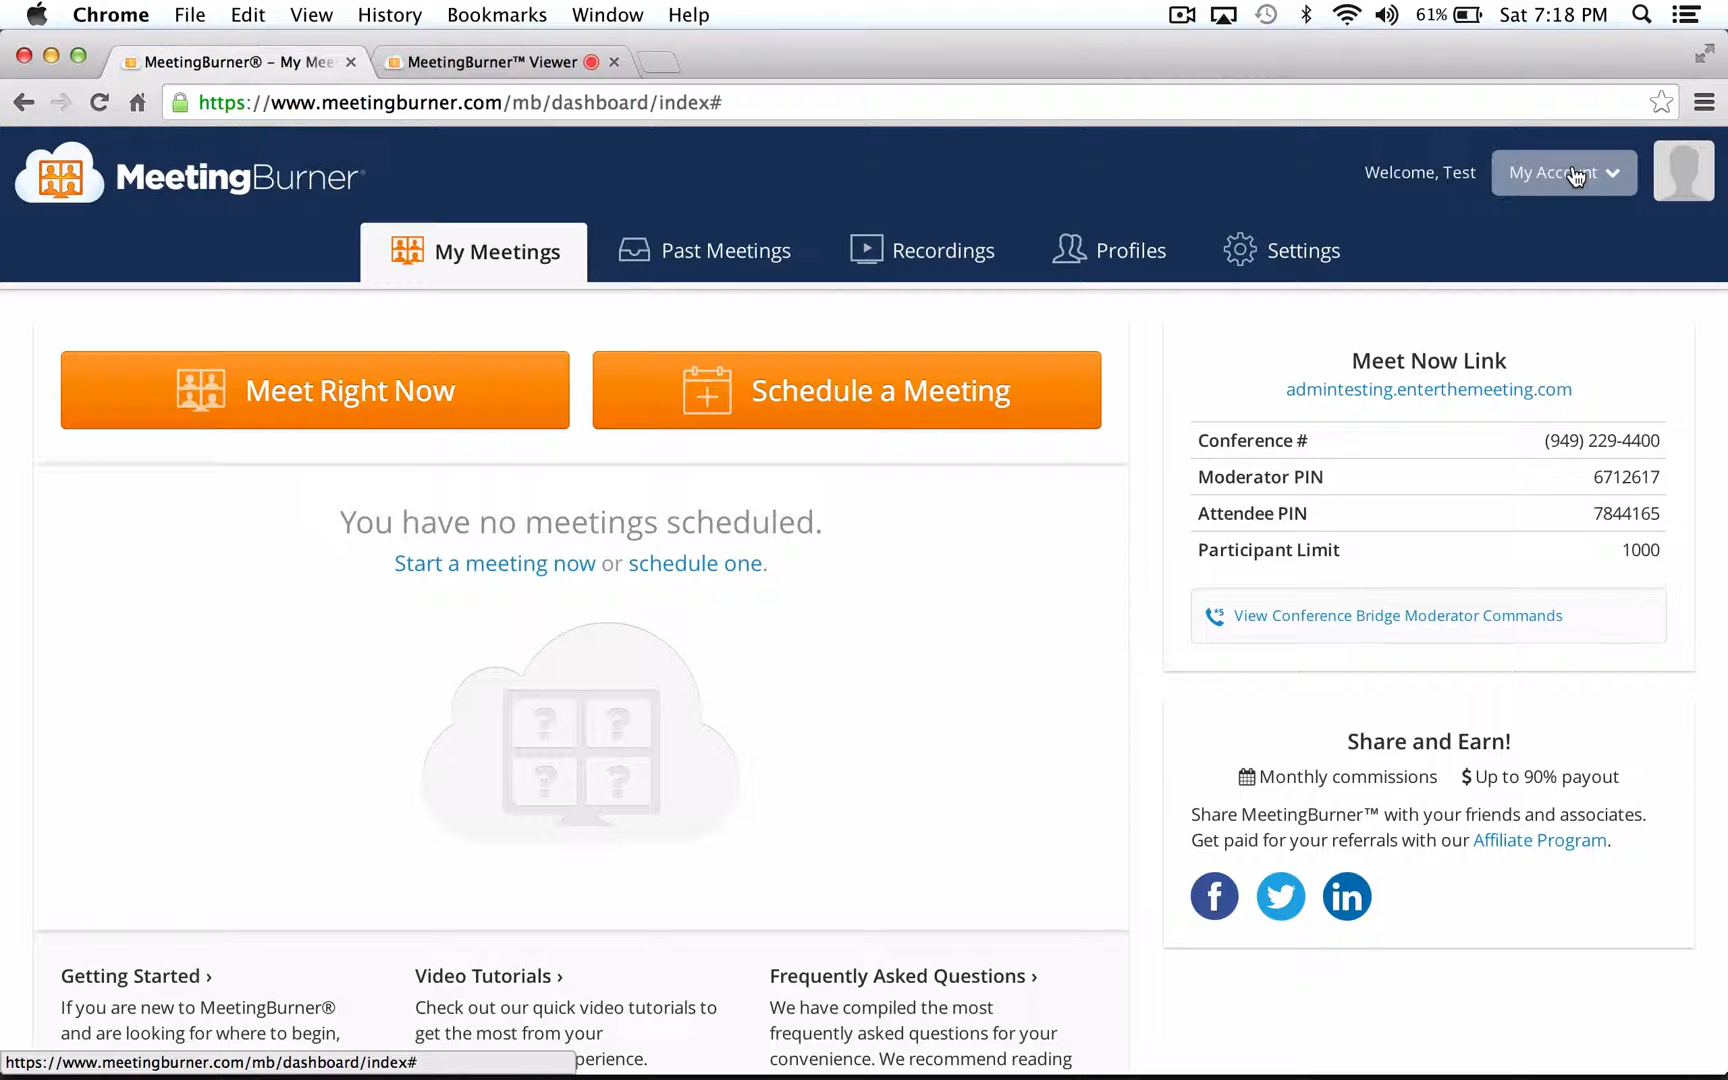 Chrome File Edit View History Bookmarks Window Help 61% Sat 7:18 PM
MeetingBurner® – My Mee MeetingBurner™ Viewer
https://www.meetingburner.com/mb/dashboard/index#
MeetingBurner® Welcome, Test My Account
My Meetings Past Meetings Recordings Profiles Settings
Meet Right Now Schedule a Meeting
You have no meetings scheduled.
Start a meeting now or schedule one.
? ?
? ?
Meet Now Link
admintesting.enterthemeeting.com
Conference # (949) 229-4400
Moderator PIN 6712617
Attendee PIN 7844165
Participant Limit 1000
*5 View Conference Bridge Moderator Commands
Share and Earn!
Monthly commissions $ Up to 90% payout
Share MeetingBurner™ with your friends and associates.
Get paid for your referrals with our Affiliate Program.
f in
Getting Started ›
If you are new to MeetingBurner®
and are looking for where to begin,
Video Tutorials ›
Check out our quick video tutorials to
get the most from your
perience.
Frequently Asked Questions ›
We have compiled the most
frequently asked questions for your
convenience. We recommend reading
https://www.meetingburner.com/mb/dashboard/index#